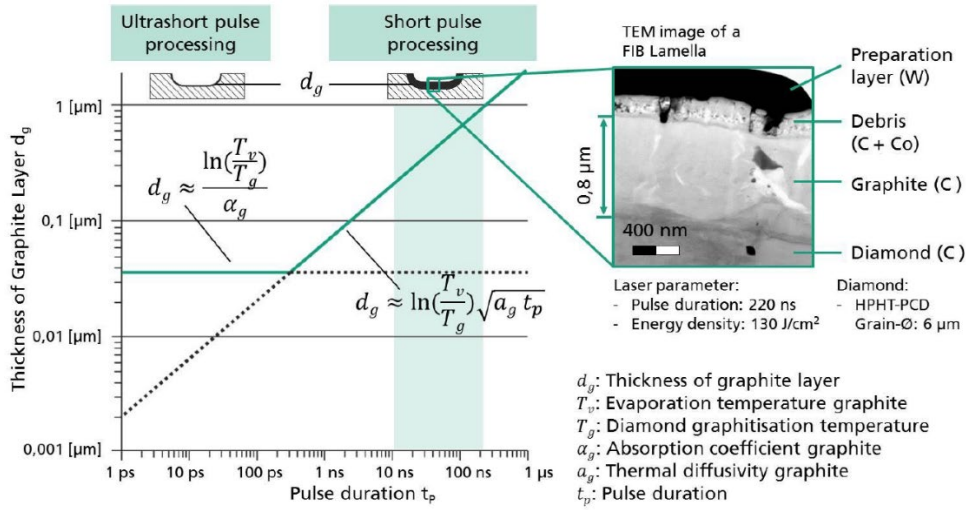 Ultrashort pulse
processing
Short pulse
processing
TEM image of a
FIB Lamella
Preparation
layer (W)
Debris
(C + Co)
Graphite (C)
Diamond (C)
0,8 µm
400 nm
Thickness of Graphite Layer dg
1 [µm]
0,1 [µm]
0,01 [µm]
0,001 [µm]
d_g
d_g ≈ ln(T_v/T_g)/α_g
d_g ≈ ln(T_v/T_g)√(a_g t_p)
1 ps
10 ps
100 ps
1 ns
10 ns
100 ns
1 µs
Pulse duration tP
Laser parameter:
- Pulse duration: 220 ns
- Energy density: 130 J/cm²
Diamond:
- HPHT-PCD
Grain-Ø: 6 µm
d_g: Thickness of graphite layer
T_v: Evaporation temperature graphite
T_g: Diamond graphitisation temperature
α_g: Absorption coefficient graphite
a_g: Thermal diffusivity graphite
t_p: Pulse duration